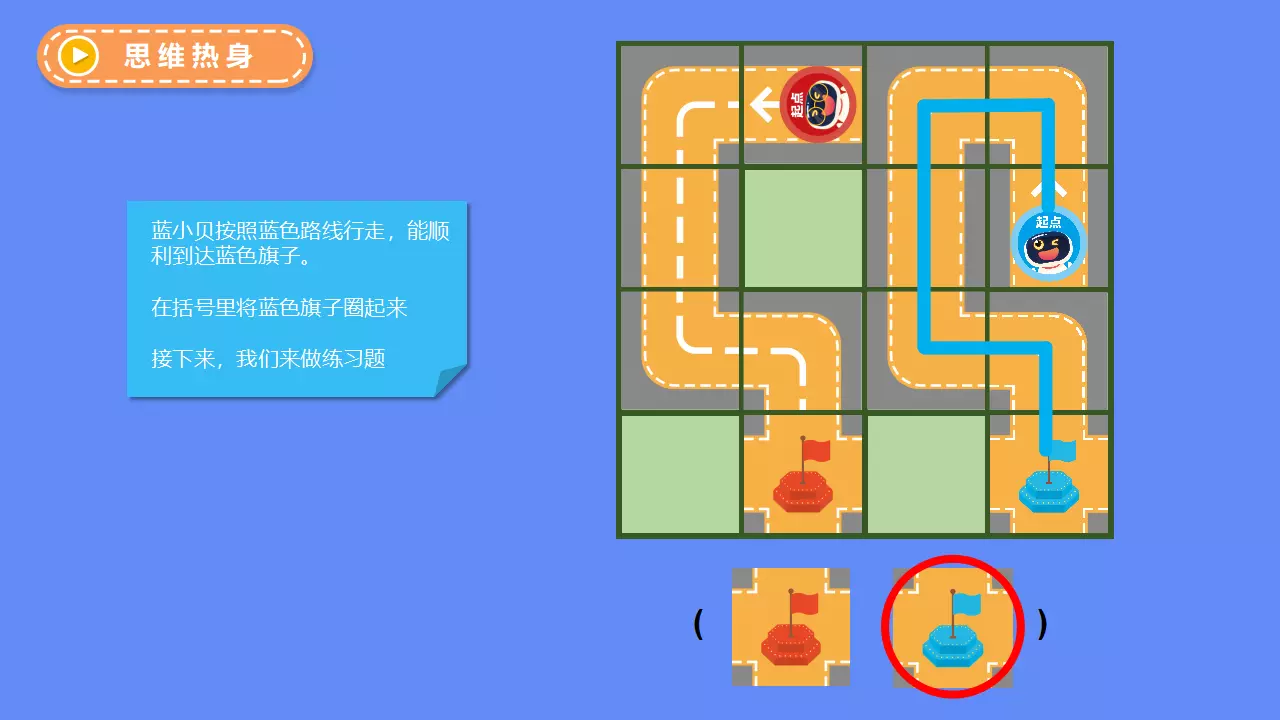 思维热身
起点
起点
蓝小贝按照蓝色路线行走，能顺
利到达蓝色旗子。
在括号里将蓝色旗子圈起来
接下来，我们来做练习题
( )